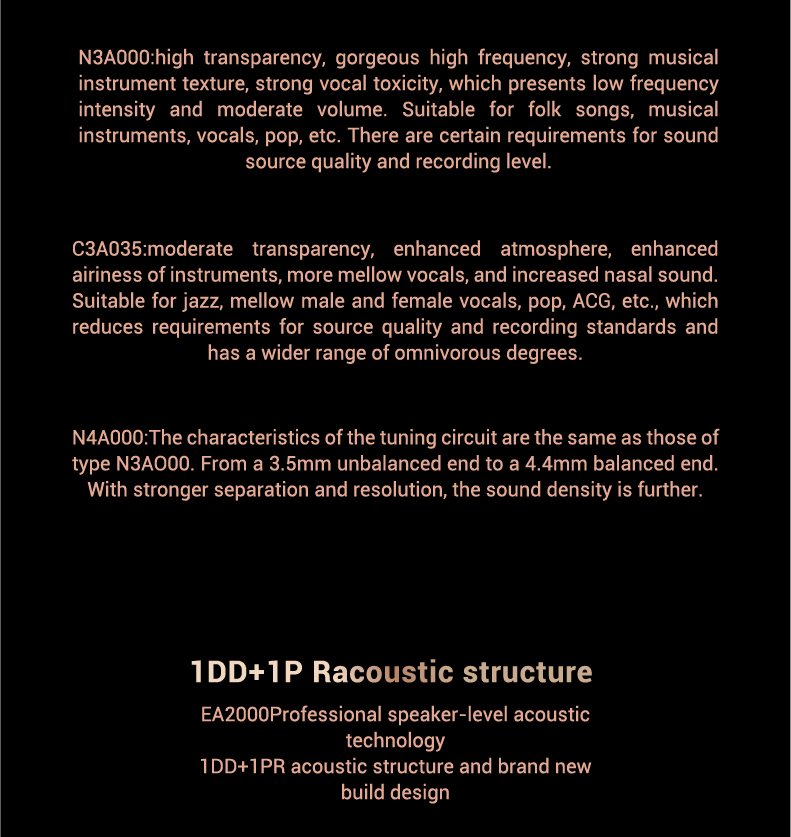 N3A000:high transparency, gorgeous high frequency, strong musical
instrument texture, strong vocal toxicity, which presents low frequency
intensity and moderate volume. Suitable for folk songs, musical
instruments, vocals, pop, etc. There are certain requirements for sound
source quality and recording level.
C3A035:moderate transparency, enhanced atmosphere, enhanced
airiness of instruments, more mellow vocals, and increased nasal sound.
Suitable for jazz, mellow male and female vocals, pop, ACG, etc., which
reduces requirements for source quality and recording standards and
has a wider range of omnivorous degrees.
N4A000:The characteristics of the tuning circuit are the same as those of
type N3AO00. From a 3.5mm unbalanced end to a 4.4mm balanced end.
With stronger separation and resolution, the sound density is further.
1DD+1P Racoustic structure
EA2000Professional speaker-level acoustic
technology
1DD+1PR acoustic structure and brand new
build design